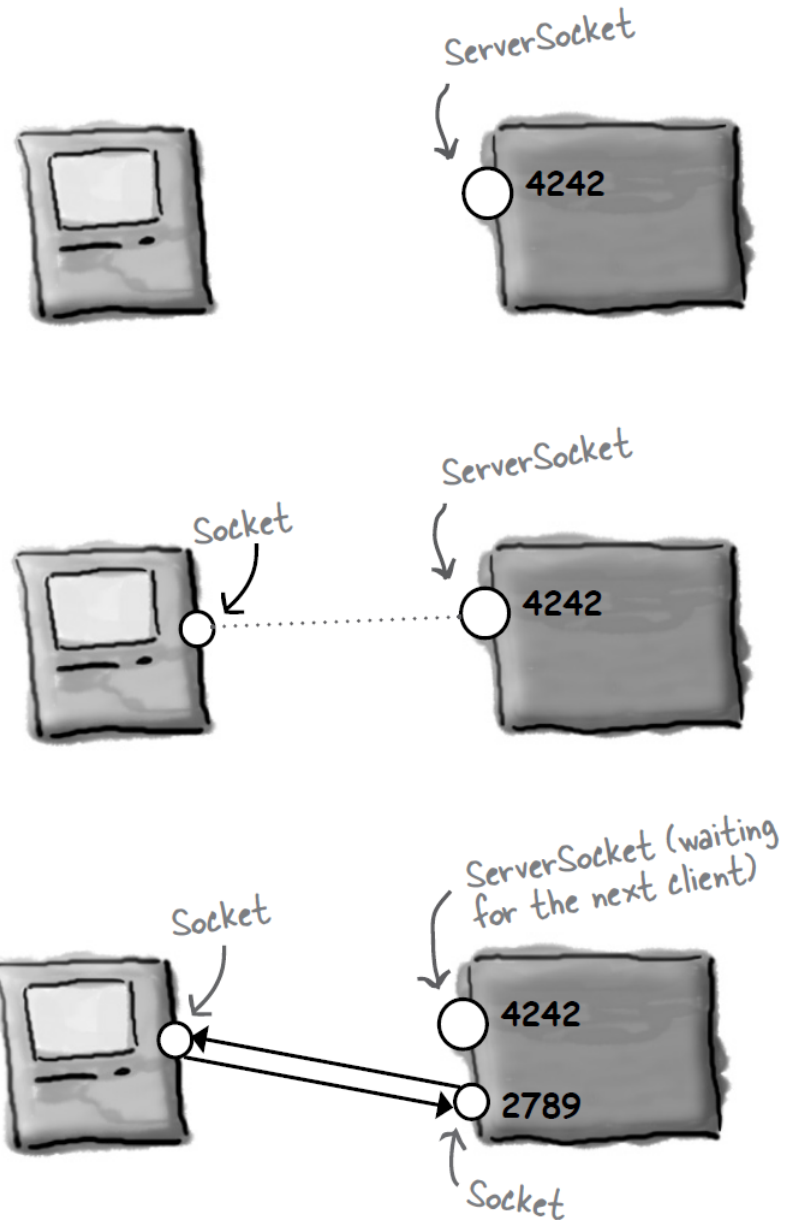 ServerSocket
4242
ServerSocket
Socket
4242
ServerSocket (waiting
for the next client)
Socket
4242
2789
Socket